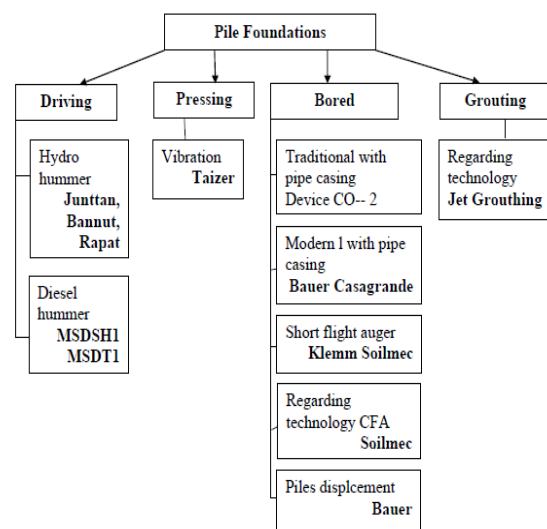 Pile Foundations
Driving
Pressing
Bored
Grouting
Hydro
hummer
Junttan,
Bannut,
Rapat
Diesel
hummer
MSDSH1
MSDT1
Vibration
Taizer
Traditional with
pipe casing
Device CO-- 2
Modern l with pipe
casing
Bauer Casagrande
Short flight auger
Klemm Soilmec
Regarding
technology CFA
Soilmec
Piles displcement
Bauer
Regarding
technology
Jet Grouthing